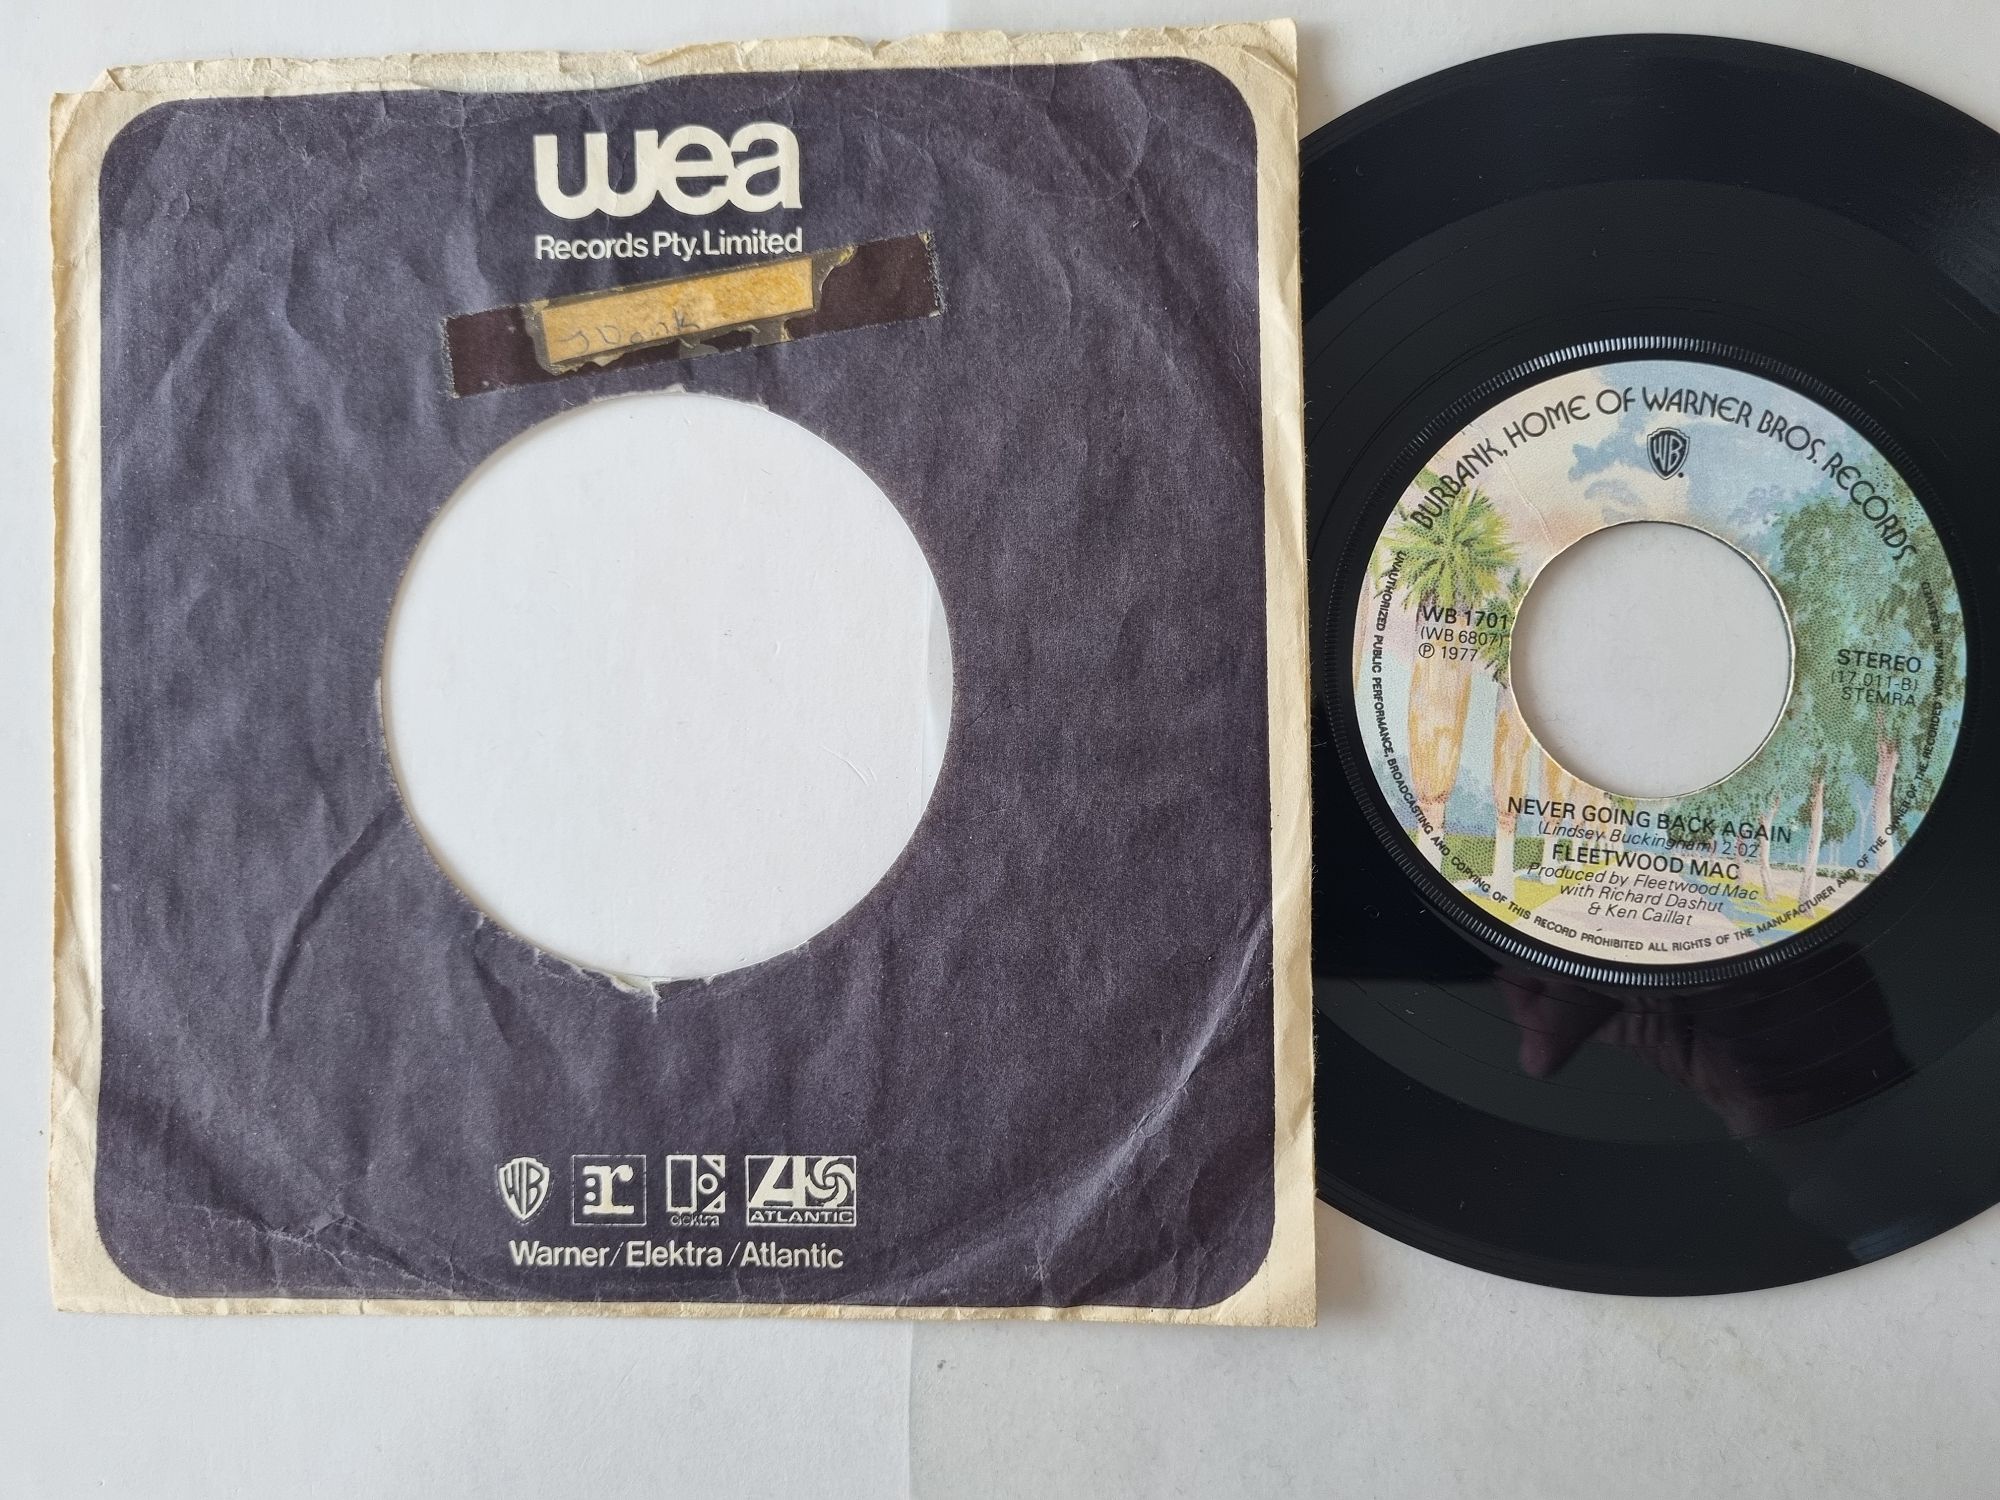 wea
Records Pty. Limited
WB
r
elektra
ATLANTIC
Warner/Elektra/Atlantic
BURBANK, HOME OF WARNER BROS. RECORDS
WB
WB 1701
(WB 6807)
℗ 1977
STEREO
(17.011-B)
STEMRA
NEVER GOING BACK AGAIN
(Lindsey Buckingham) 2:02
FLEETWOOD MAC
Produced by Fleetwood Mac
with Richard Dashut
& Ken Caillat
UNAUTHORIZED PUBLIC PERFORMANCE, BROADCASTING AND COPYING OF THIS RECORD PROHIBITED ALL RIGHTS OF THE MANUFACTURER AND OF THE OWNER OF THE RECORDED WORK ARE RESERVED